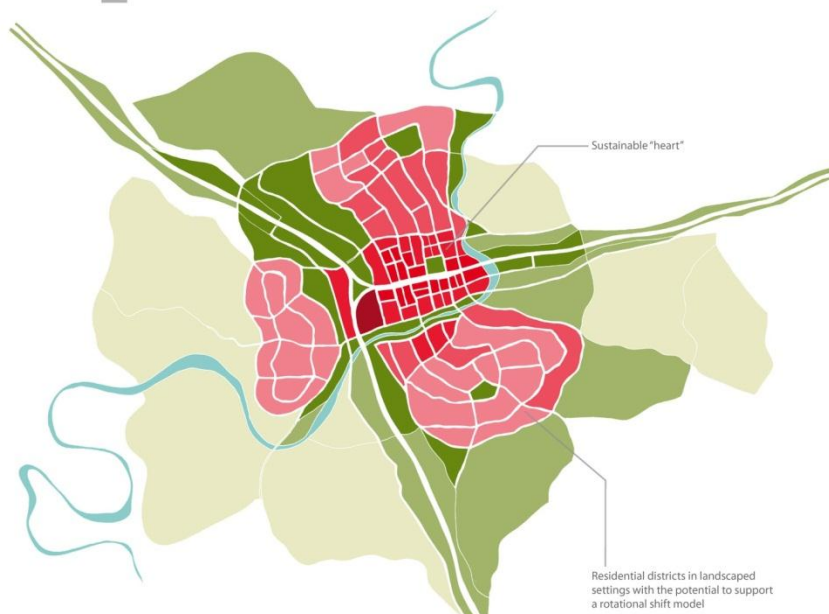 Sustainable “heart”
Residential districts in landscaped
settings with the potential to support
a rotational shift model